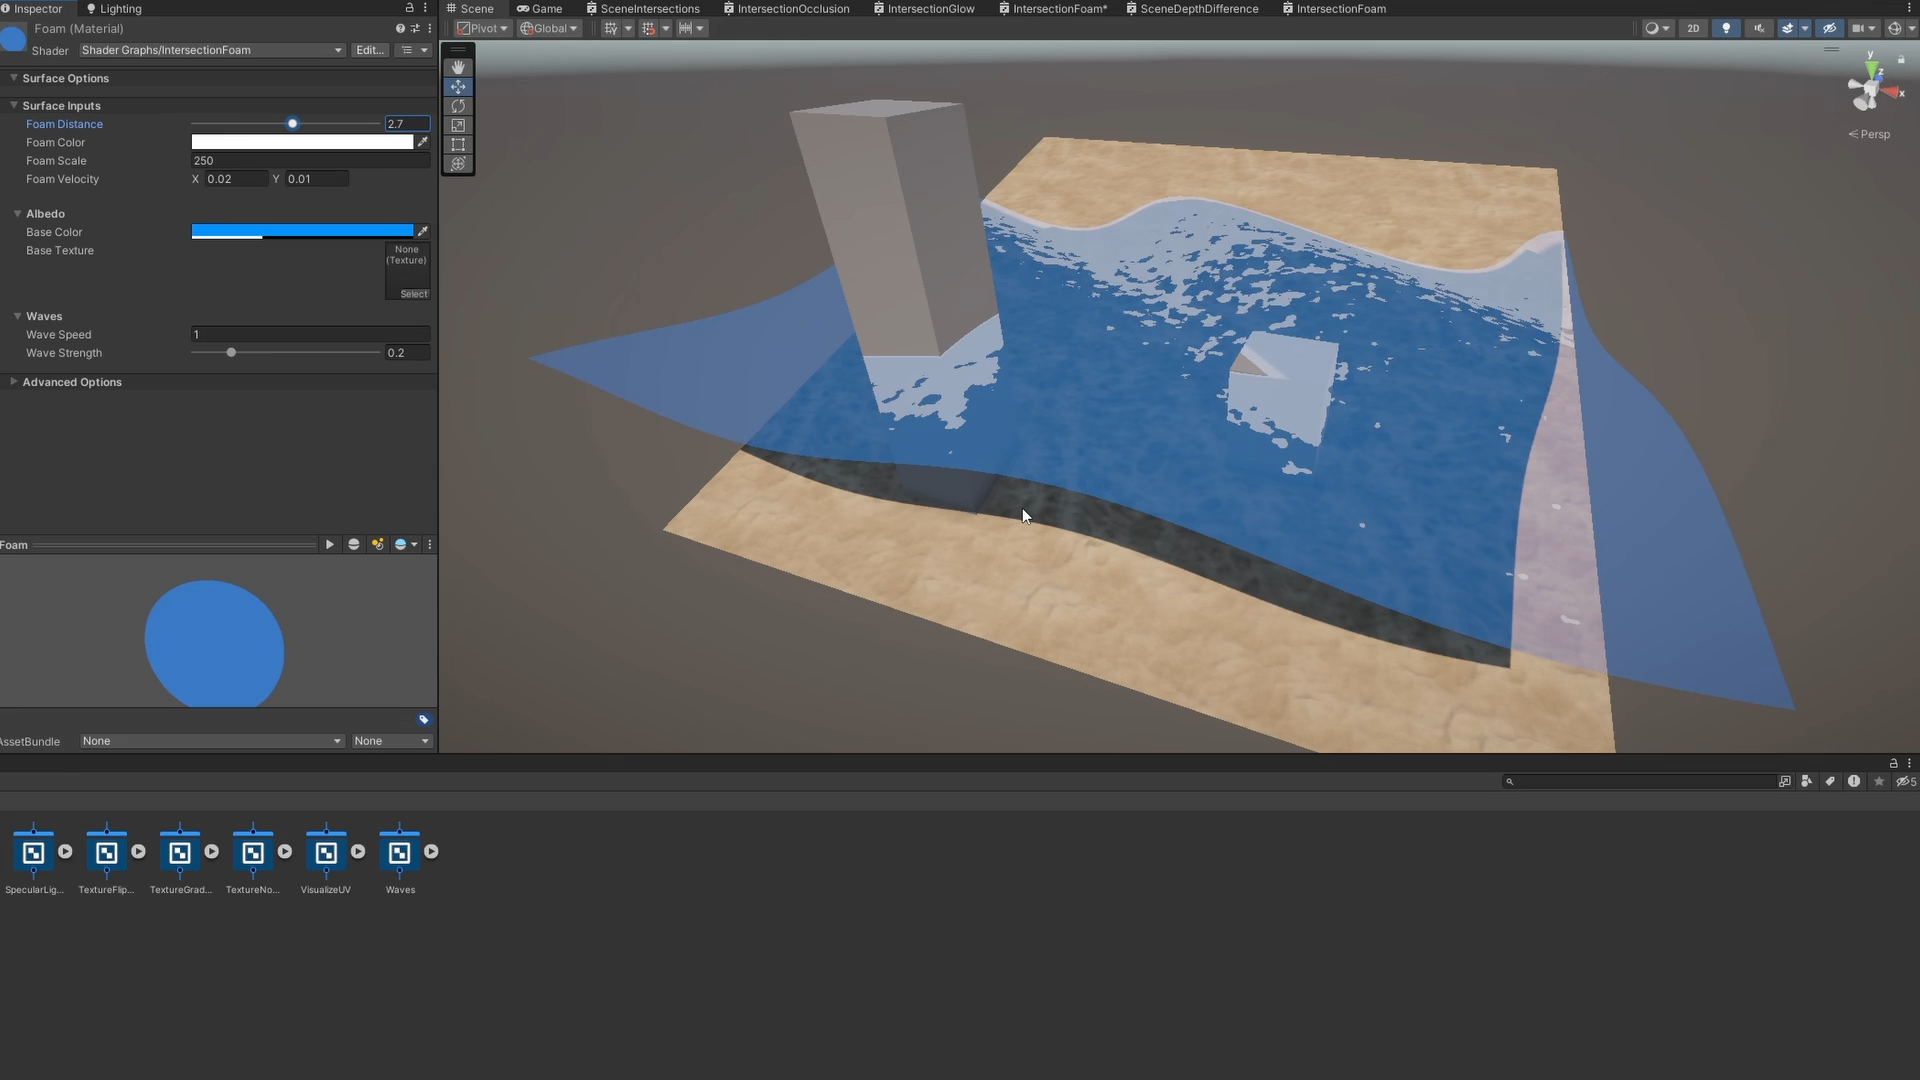 Inspector
Lighting
Foam (Material)
Shader
Shader Graphs/IntersectionFoam
Edit...
Surface Options
Surface Inputs
Foam Distance
2.7
Foam Color
Foam Scale
250
Foam Velocity
X 0.02 Y 0.01
Albedo
Base Color
Base Texture
None
(Texture)
Select
Waves
Wave Speed
1
Wave Strength
0.2
Advanced Options
Foam
AssetBundle
None
None
Scene
Game
SceneIntersections
IntersectionOcclusion
IntersectionGlow
IntersectionFoam*
SceneDepthDifference
IntersectionFoam
Pivot
Global
2D
y
z
x
< Persp
5
SpecularLig...
TextureFlip...
TextureGrad...
TextureNo...
VisualizeUV
Waves